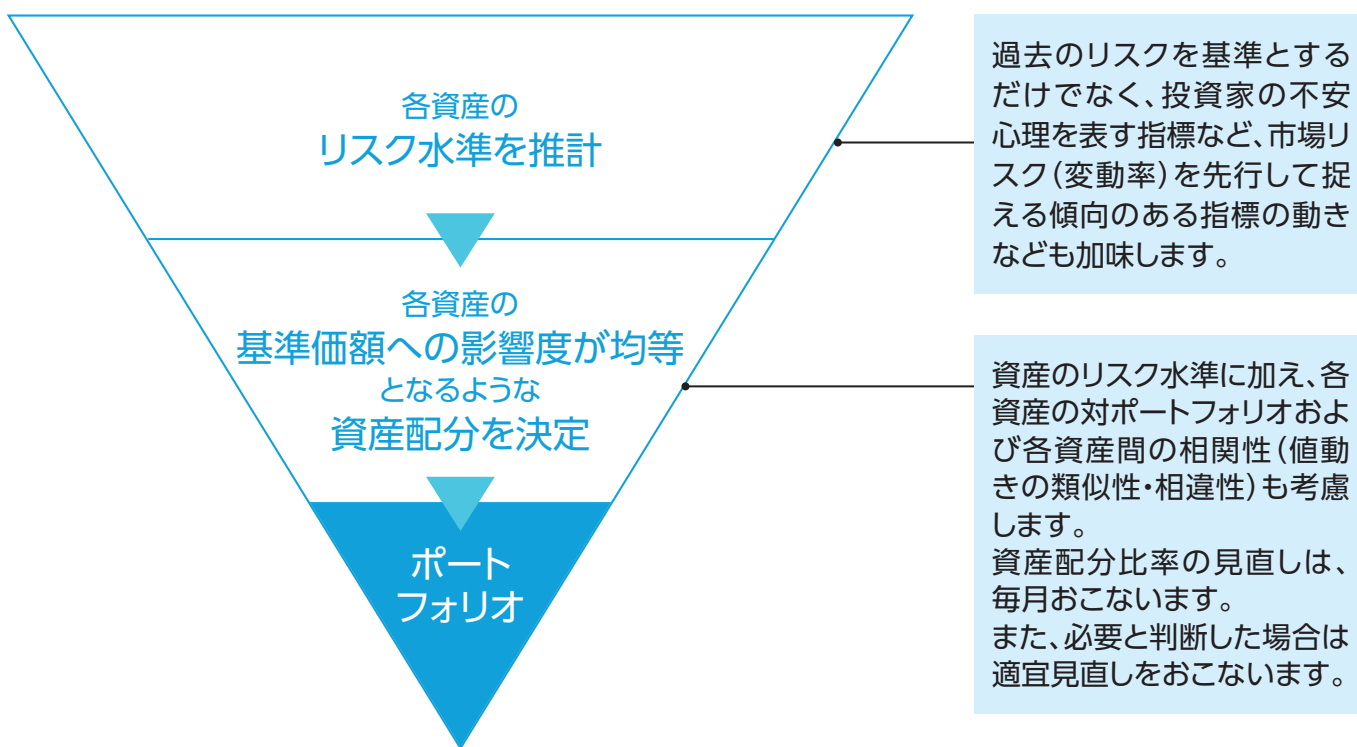 各資産の
リスク水準を推計
各資産の
基準価額への影響度が均等
となるような
資産配分を決定
ポート
フォリオ
過去のリスクを基準とする
だけでなく、投資家の不安
心理を表す指標など、市場リ
スク(変動率)を先行して捉
える傾向のある指標の動き
なども加味します。
資産のリスク水準に加え、各
資産の対ポートフォリオおよ
び各資産間の相関性(値動
きの類似性・相違性)も考慮
します。
資産配分比率の見直しは、
毎月おこないます。
また、必要と判断した場合は
適宜見直しをおこないます。